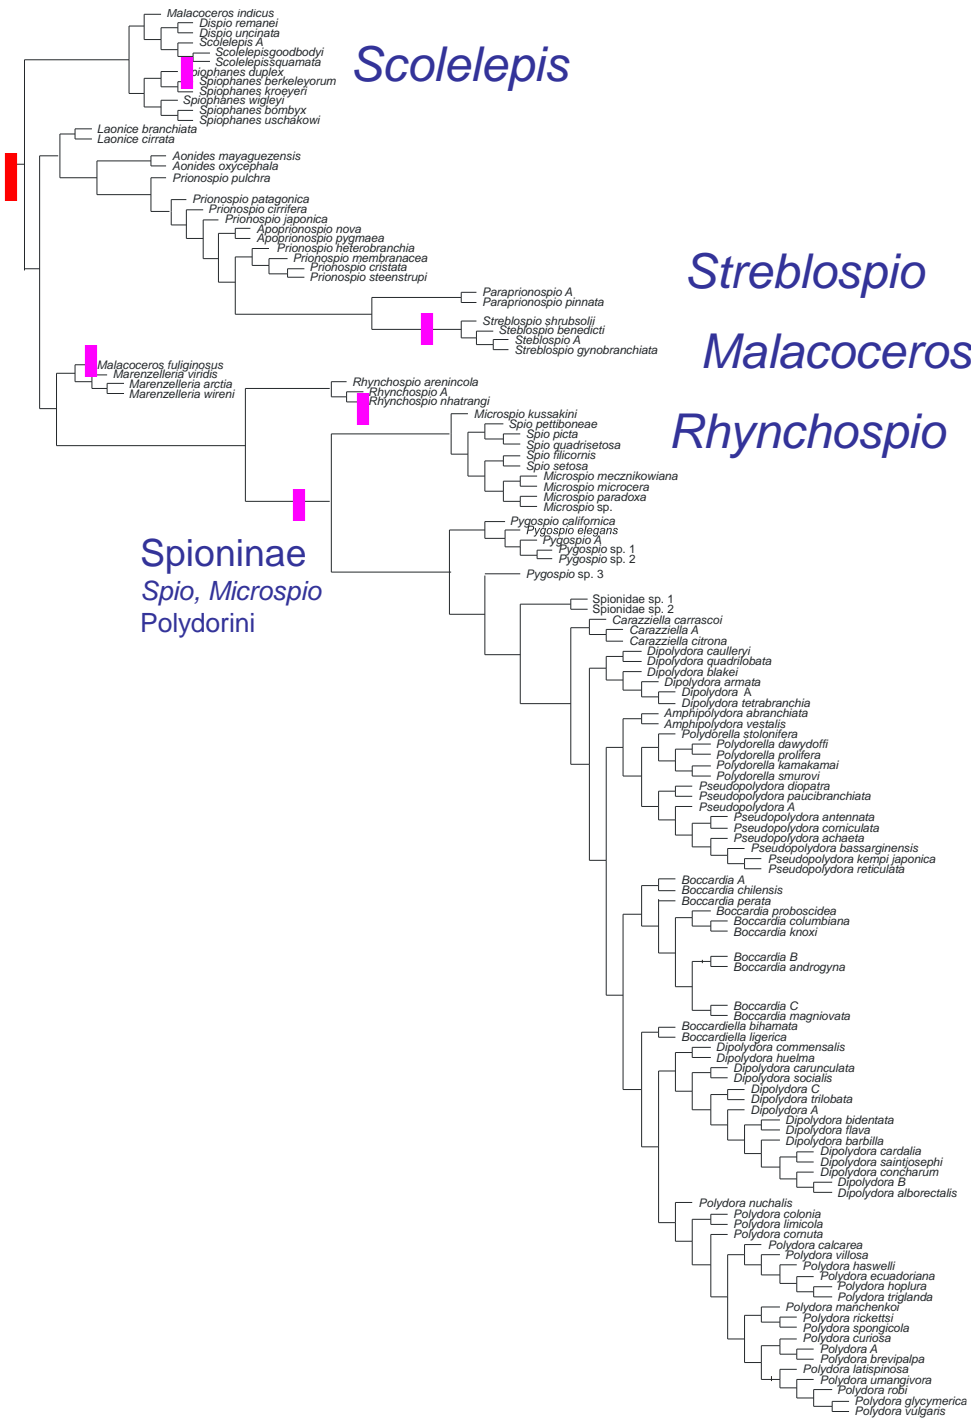 Malacoceros indicus
Dispio remanei
Dispio uncinata
Scolelepis A
Scolelepisgoodbodyi
Scolelepissquamata
Scolelepis
Spiophanes duplex
Spiophanes berkeleyorum
Spiophanes kroeyeri
Spiophanes wigleyi
Spiophanes bombyx
Spiophanes uschakowi
Laonice branchiata
Laonice cirrata
Aonides mayaguezensis
Aonides oxycephala
Prionospio pulchra
Prionospio patagonica
Prionospio cirrifera
Prionospio japonica
Apoprionospio nova
Apoprionospio pygmaea
Prionospio heterobranchia
Prionospio membranacea
Prionospio cristata
Prionospio steenstrupi
Streblospio
Paraprionospio A
Paraprionospio pinnata
Streblospio shrubsolii
Steblospio benedicti
Steblospio A
Streblospio gynobranchiata
Malacoceros
Malacoceros fuliginosus
Marenzelleria viridis
Marenzelleria arctia
Marenzelleria wireni
Rhynchospio arenincola
Rhynchospio A
Rhynchospio nhatrangi
Rhynchospio
Microspio kussakini
Spio pettiboneae
Spio picta
Spio quadrisetosa
Spio filicornis
Spio setosa
Microspio mecznikowiana
Microspio microcera
Microspio paradoxa
Microspio sp.
Pygospio californica
Pygospio elegans
Pygospio A
Pygospio sp. 1
Pygospio sp. 2
Spioninae
Spio, Microspio
Polydorini
Pygospio sp. 3
Spionidae sp. 1
Spionidae sp. 2
Carazziella carrascoi
Carazziella A
Carazziella citrona
Dipolydora caulleryi
Dipolydora quadrilobata
Dipolydora blakei
Dipolydora armata
Dipolydora A
Dipolydora tetrabranchia
Amphipolydora abranchiata
Amphipolydora vestalis
Polydorella stolonifera
Polydorella dawydoffi
Polydorella prolifera
Polydorella kamakamai
Polydorella smurovi
Pseudopolydora diopatra
Pseudopolydora paucibranchiata
Pseudopolydora A
Pseudopolydora antennata
Pseudopolydora corniculata
Pseudopolydora achaeta
Pseudopolydora bassarginensis
Pseudopolydora kempi japonica
Pseudopolydora reticulata
Boccardia A
Boccardia chilensis
Boccardia perata
Boccardia proboscidea
Boccardia columbiana
Boccardia knoxi
Boccardia B
Boccardia androgyna
Boccardia C
Boccardia magniovata
Boccardiella bihamata
Boccardiella ligerica
Dipolydora commensalis
Dipolydora huelma
Dipolydora carunculata
Dipolydora socialis
Dipolydora C
Dipolydora trilobata
Dipolydora A
Dipolydora bidentata
Dipolydora flava
Dipolydora barbilla
Dipolydora cardalia
Dipolydora saintjosephi
Dipolydora concharum
Dipolydora B
Dipolydora alborectalis
Polydora nuchalis
Polydora colonia
Polydora limicola
Polydora cornuta
Polydora calcarea
Polydora villosa
Polydora haswelli
Polydora ecuadoriana
Polydora hoplura
Polydora triglanda
Polydora manchenkoi
Polydora rickettsi
Polydora spongicola
Polydora curiosa
Polydora A
Polydora brevipalpa
Polydora latispinosa
Polydora umangivora
Polydora robi
Polydora glycymerica
Polydora vulgaris